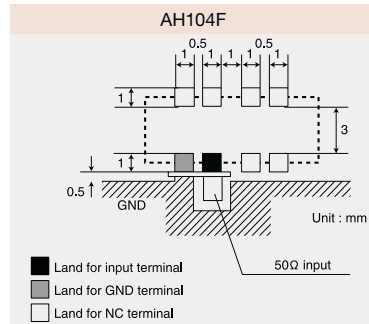 AH104F
0.5 0.5
1 1 1 1 1
1
3
1
0.5
GND
Unit : mm
50Ω input
Land for input terminal
Land for GND terminal
Land for NC terminal